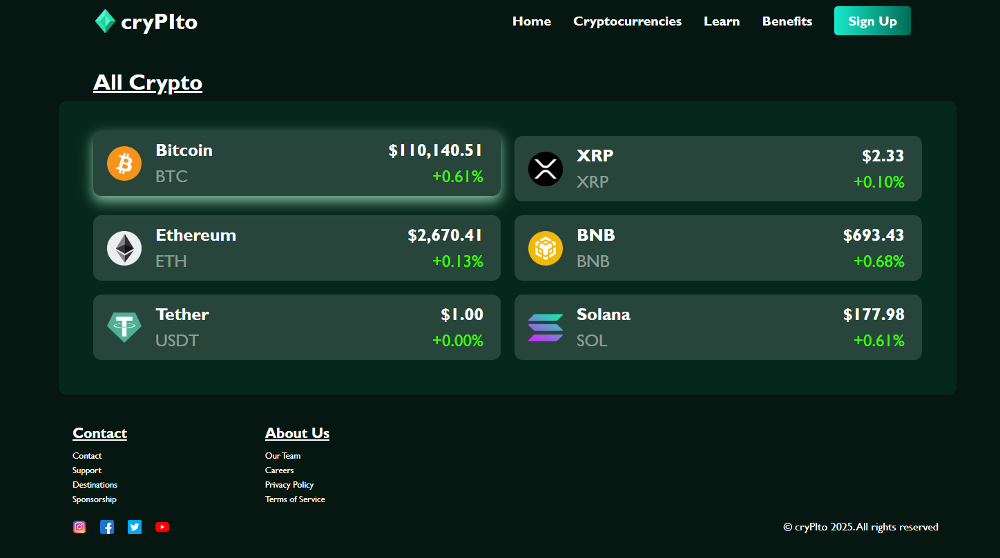 cryPIto
Home Cryptocurrencies Learn Benefits Sign Up
All Crypto
Bitcoin $110,140.51
BTC +0.61%
XRP $2.33
XRP +0.10%
Ethereum $2,670.41
ETH +0.13%
BNB $693.43
BNB +0.68%
Tether $1.00
USDT +0.00%
Solana $177.98
SOL +0.61%
Contact
Contact
Support
Destinations
Sponsorship
About Us
Our Team
Careers
Privacy Policy
Terms of Service
© cryPIto 2025.All rights reserved